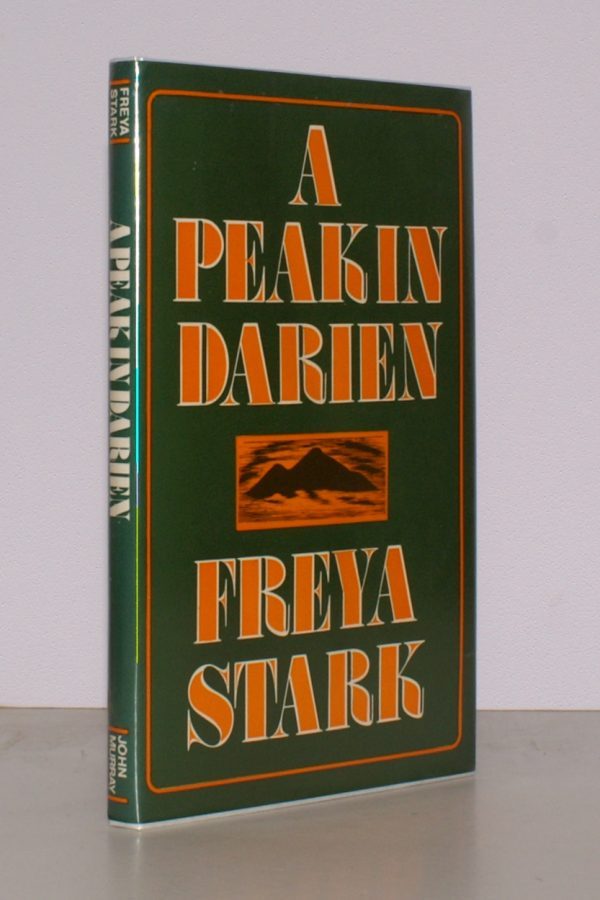 A
PEAK IN
DARIEN
FREYA
STARK
FREYA
STARK
A PEAK IN DARIEN
JOHN
MURRAY